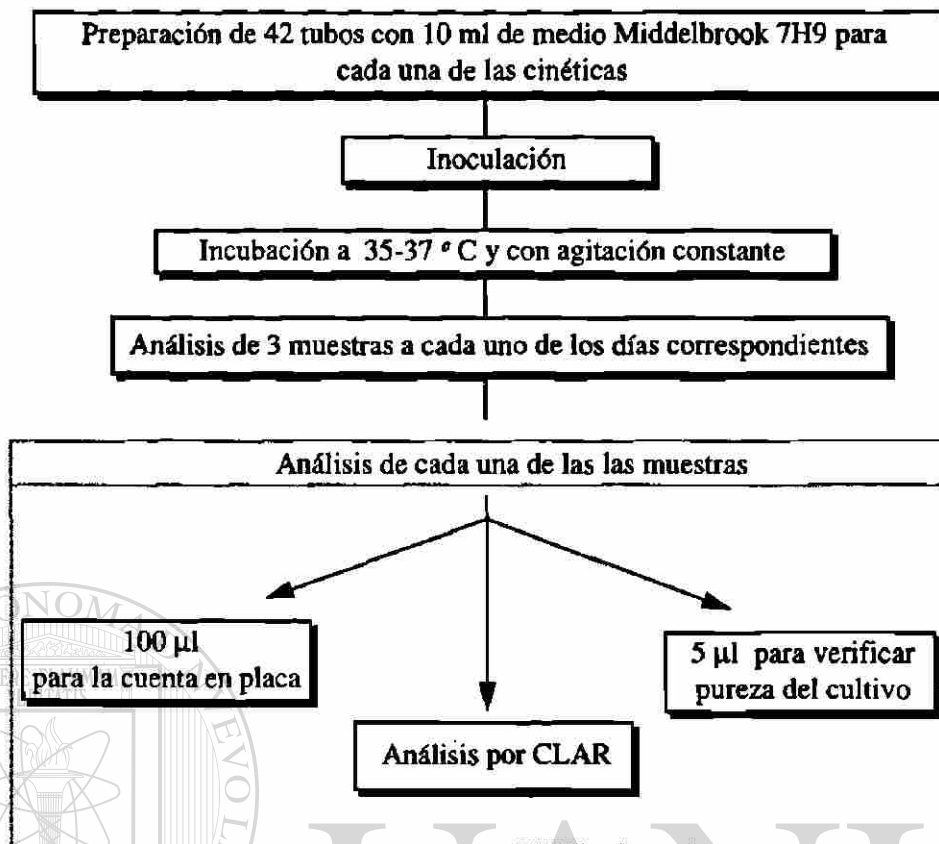 Preparación de 42 tubos con 10 ml de medio Middelbrook 7H9 para
cada una de las cinéticas
Inoculación
Incubación a 35-37 º C y con agitación constante
Análisis de 3 muestras a cada uno de los días correspondientes
Análisis de cada una de las las muestras
100 µl
para la cuenta en placa
5 µl para verificar
pureza del cultivo
Análisis por CLAR